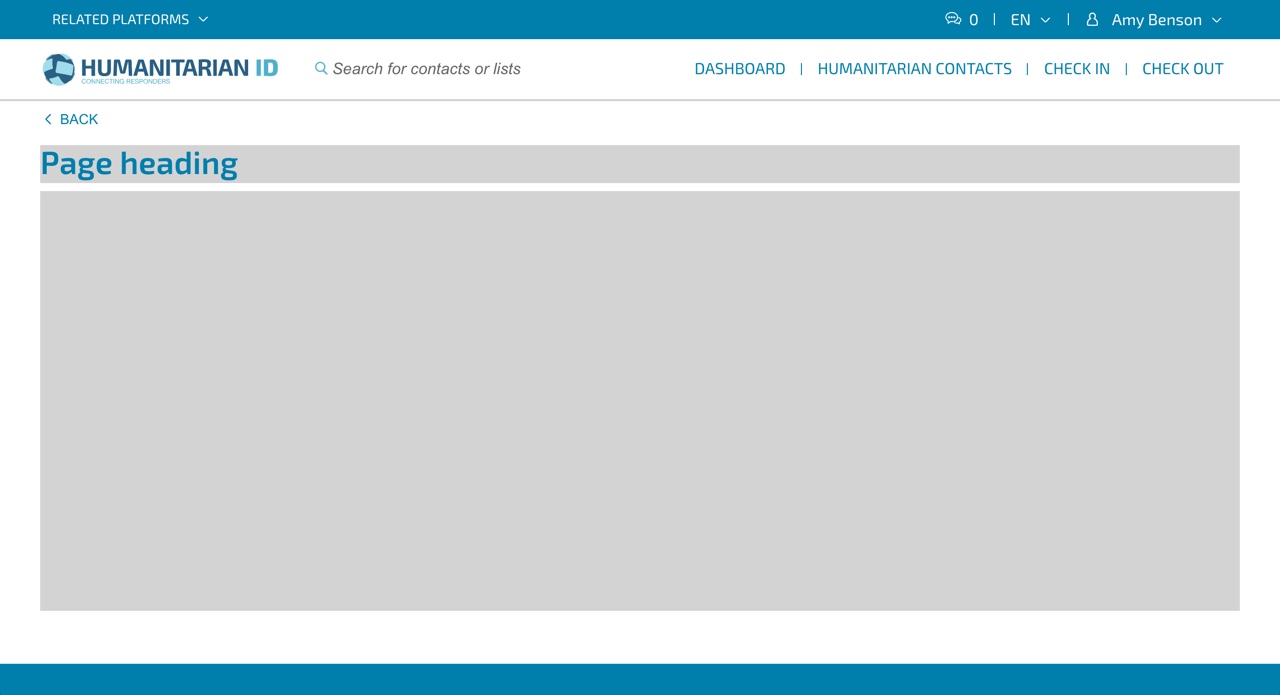 RELATED PLATFORMS 0 EN Amy Benson
HUMANITARIAN ID
CONNECTING RESPONDERS
Search for contacts or lists
DASHBOARD | HUMANITARIAN CONTACTS | CHECK IN | CHECK OUT
BACK
Page heading